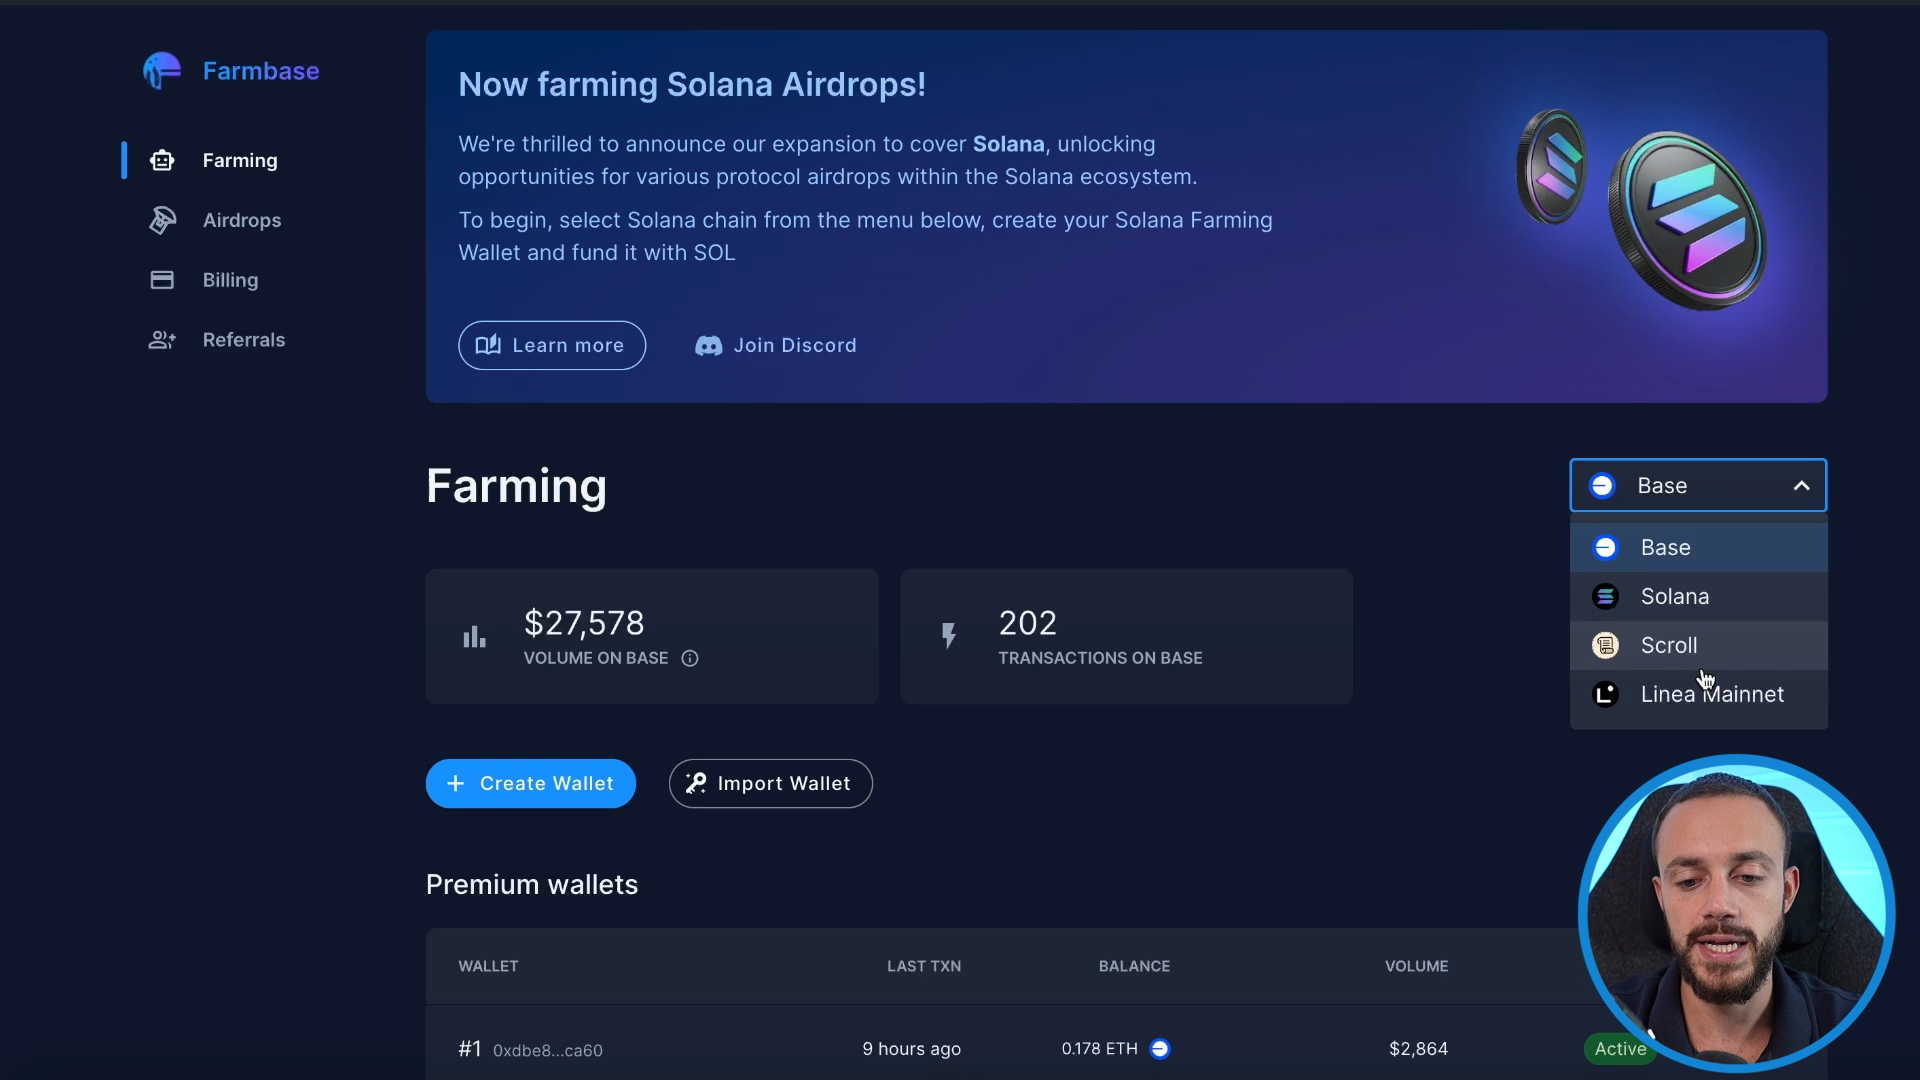 Farmbase
Farming
Airdrops
Billing
Referrals
Now farming Solana Airdrops!
We're thrilled to announce our expansion to cover Solana, unlocking
opportunities for various protocol airdrops within the Solana ecosystem.
To begin, select Solana chain from the menu below, create your Solana Farming
Wallet and fund it with SOL
Learn more
Join Discord
Farming
Base
Base
Solana
Scroll
Linea Mainnet
$27,578
VOLUME ON BASE
202
TRANSACTIONS ON BASE
Create Wallet
Import Wallet
Premium wallets
WALLET LAST TXN BALANCE VOLUME
#1 0xdbe8...ca60 9 hours ago 0.178 ETH $2,864 Active